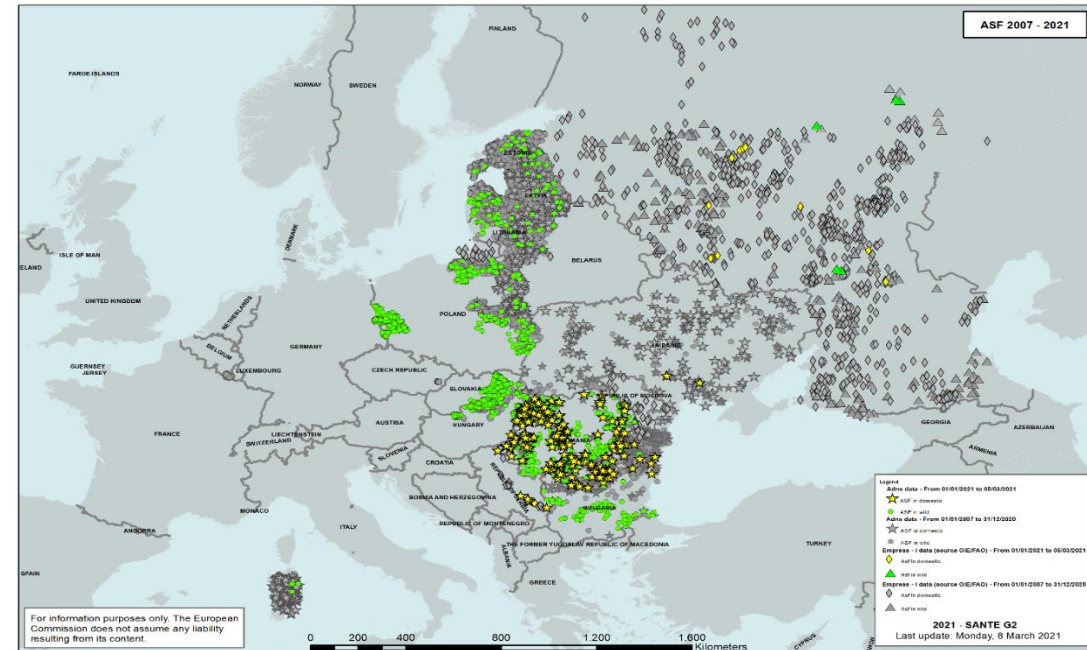 ASF 2007 - 2021
FINLAND
FAROE ISLANDS
NORWAY
SWEDEN
ESTONIA
LATVIA
LITHUANIA
DENMARK
ISLE OF MAN
BELARUS
UNITED KINGDOM
NETHERLANDS
POLAND
GERMANY
BELGIUM
UKRAINE
GUERNSEY
JERSEY
LUXEMBOURG
CZECH REPUBLIC
SLOVAKIA
REPUBLIC OF MOLDOVA
FRANCE
AUSTRIA
HUNGARY
LIECHTENSTEIN
SWITZERLAND
SLOVENIA
ROMANIA
CROATIA
GEORGIA
AZERBAIJAN
ARMENIA
BOSNIA AND HERZEGOVINA
MONACO
BULGARIA
ITALY
REPUBLIC OF MONTENEGRO
ANDORRA
THE FORMER YUGOSLAV REPUBLIC OF MACEDONIA
TURKEY
ALBANIA
SPAIN
GREECE
CYPRUS
Legend
Adns data - From 01/01/2021 to 05/03/2021
ASF in domestic
ASF in wild
Adns data - From 01/01/2007 to 31/12/2020
ASF in domestic
ASF in wild
Empress - i data (source OIE/FAO) - From 01/01/2021 to 05/03/2021
Asf in domestic
Asf in wild
Empress - i data (source OIE/FAO) - From 01/01/2007 to 31/12/2020
Asf in domestic
Asf in wild
2021 - SANTE G2
Last update: Monday, 8 March 2021
For information purposes only. The European
Commission does not assume any liability
resulting from its content.
0 200 400 800 1.200 1.600
Kilometers